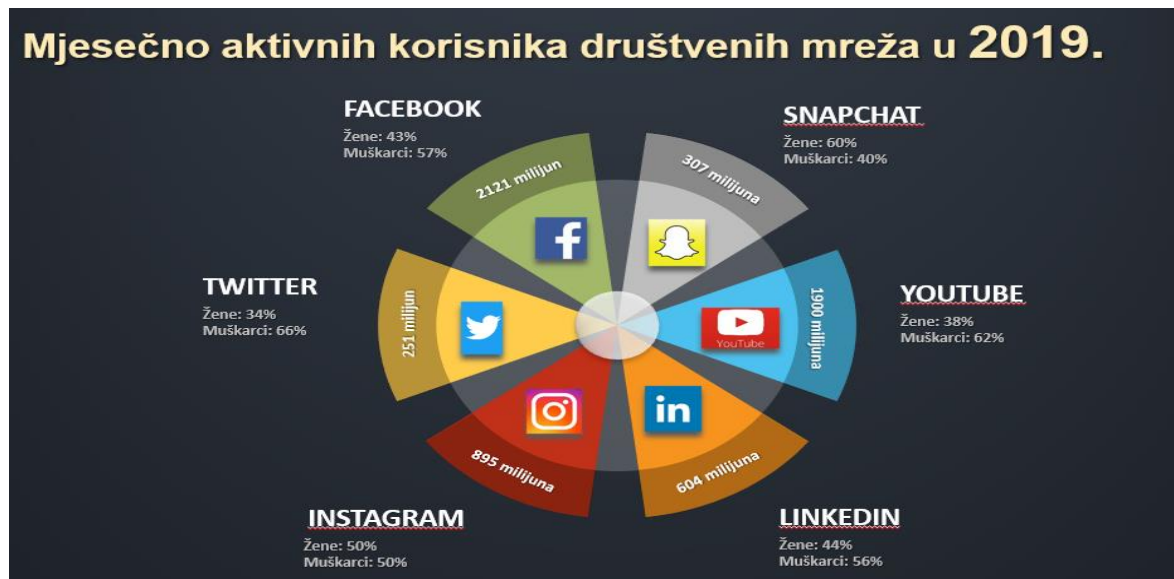 Mjesečno aktivnih korisnika društvenih mreža u 2019.
FACEBOOK
Žene: 43%
Muškarci: 57%
2121 milijun
SNAPCHAT
Žene: 60%
Muškarci: 40%
307 milijuna
TWITTER
Žene: 34%
Muškarci: 66%
251 milijun
YOUTUBE
Žene: 38%
Muškarci: 62%
1900 milijuna
YouTube
INSTAGRAM
Žene: 50%
Muškarci: 50%
895 milijuna
LINKEDIN
Žene: 44%
Muškarci: 56%
604 milijuna
in
f